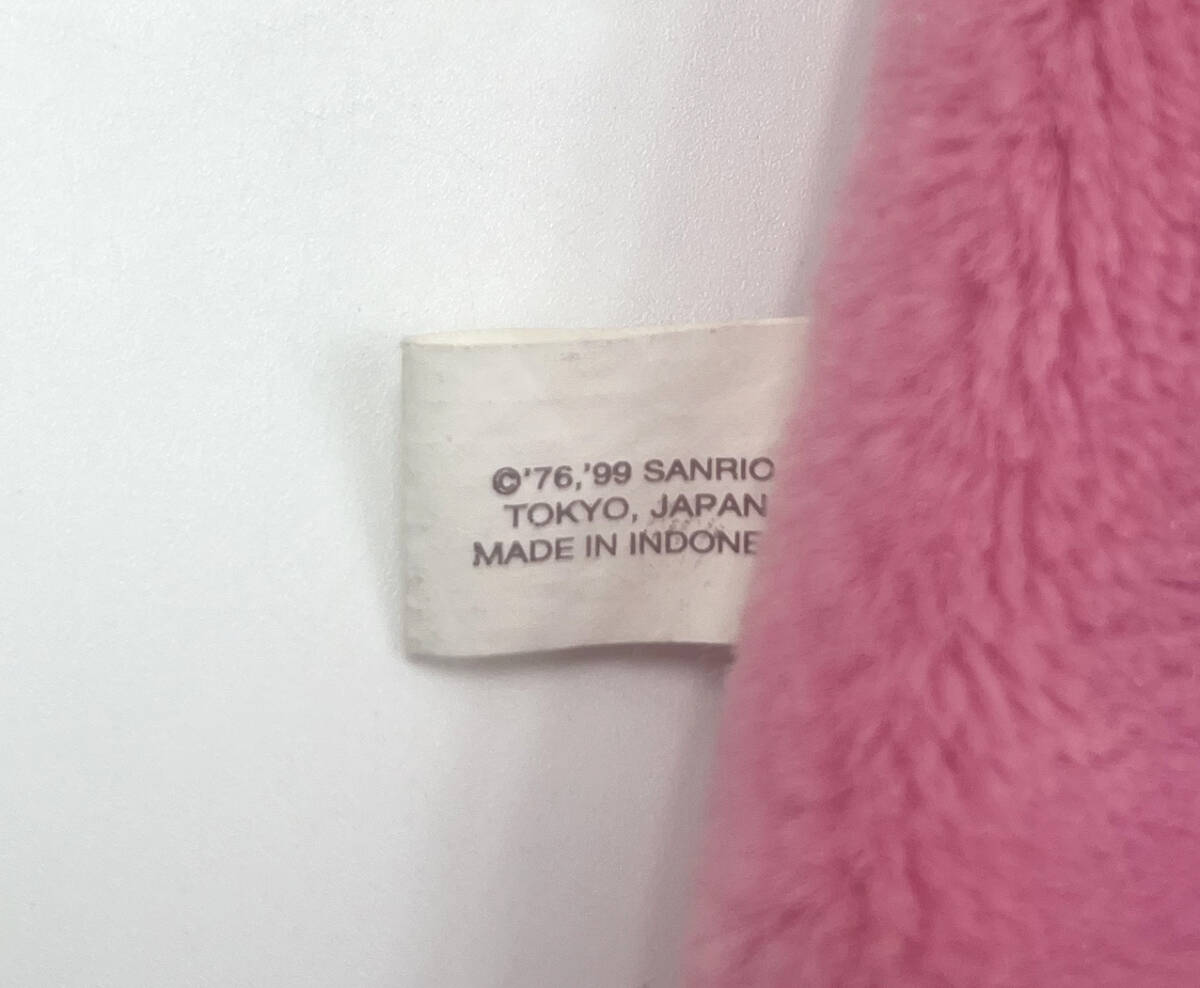 ©'76,'99 SANRIO
TOKYO, JAPAN
MADE IN INDONE